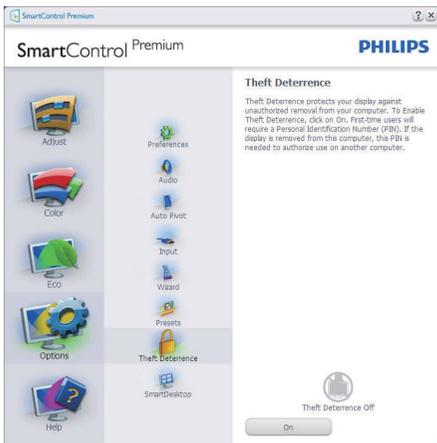 SmartControl Premium
? X
SmartControl Premium
PHILIPS
Adjust
Color
Eco
Options
Help
Preferences
Audio
Auto Pivot
Input
Wizard
Presets
Theft Deterrence
SmartDesktop
Theft Deterrence
Theft Deterrence protects your display against
unauthorized removal from your computer. To Enable
Theft Deterrence, click on On. First-time users will
require a Personal Identification Number (PIN). If the
display is removed from this computer, this PIN is
needed to authorize use on another computer.
Theft Deterrence Off
On